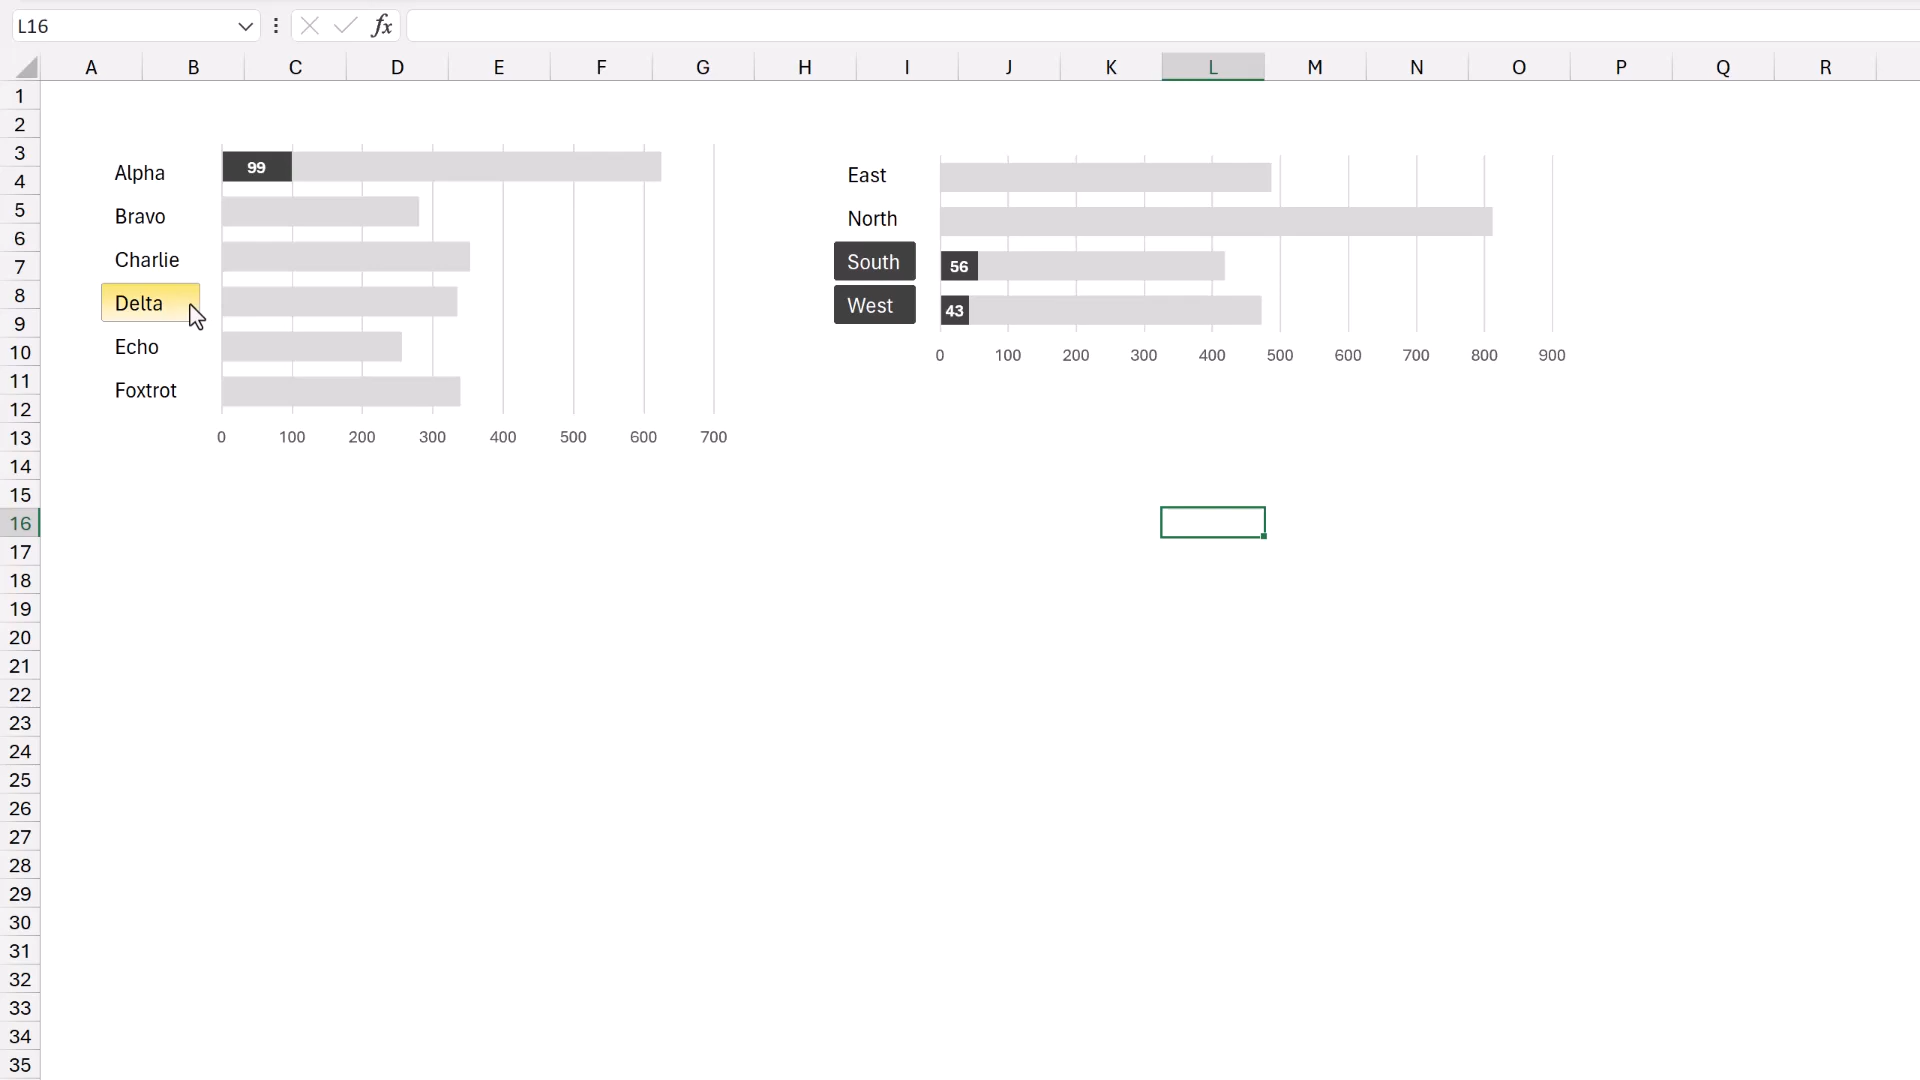 L16
fx
A B C D E F G H I J K L M N O P Q R
1
2
3
4
5
6
7
8
9
10
11
12
13
14
15
16
17
18
19
20
21
22
23
24
25
26
27
28
29
30
31
32
33
34
35
Alpha 99
Bravo
Charlie
Delta
Echo
Foxtrot
0 100 200 300 400 500 600 700
East
North
South 56
West 43
0 100 200 300 400 500 600 700 800 900